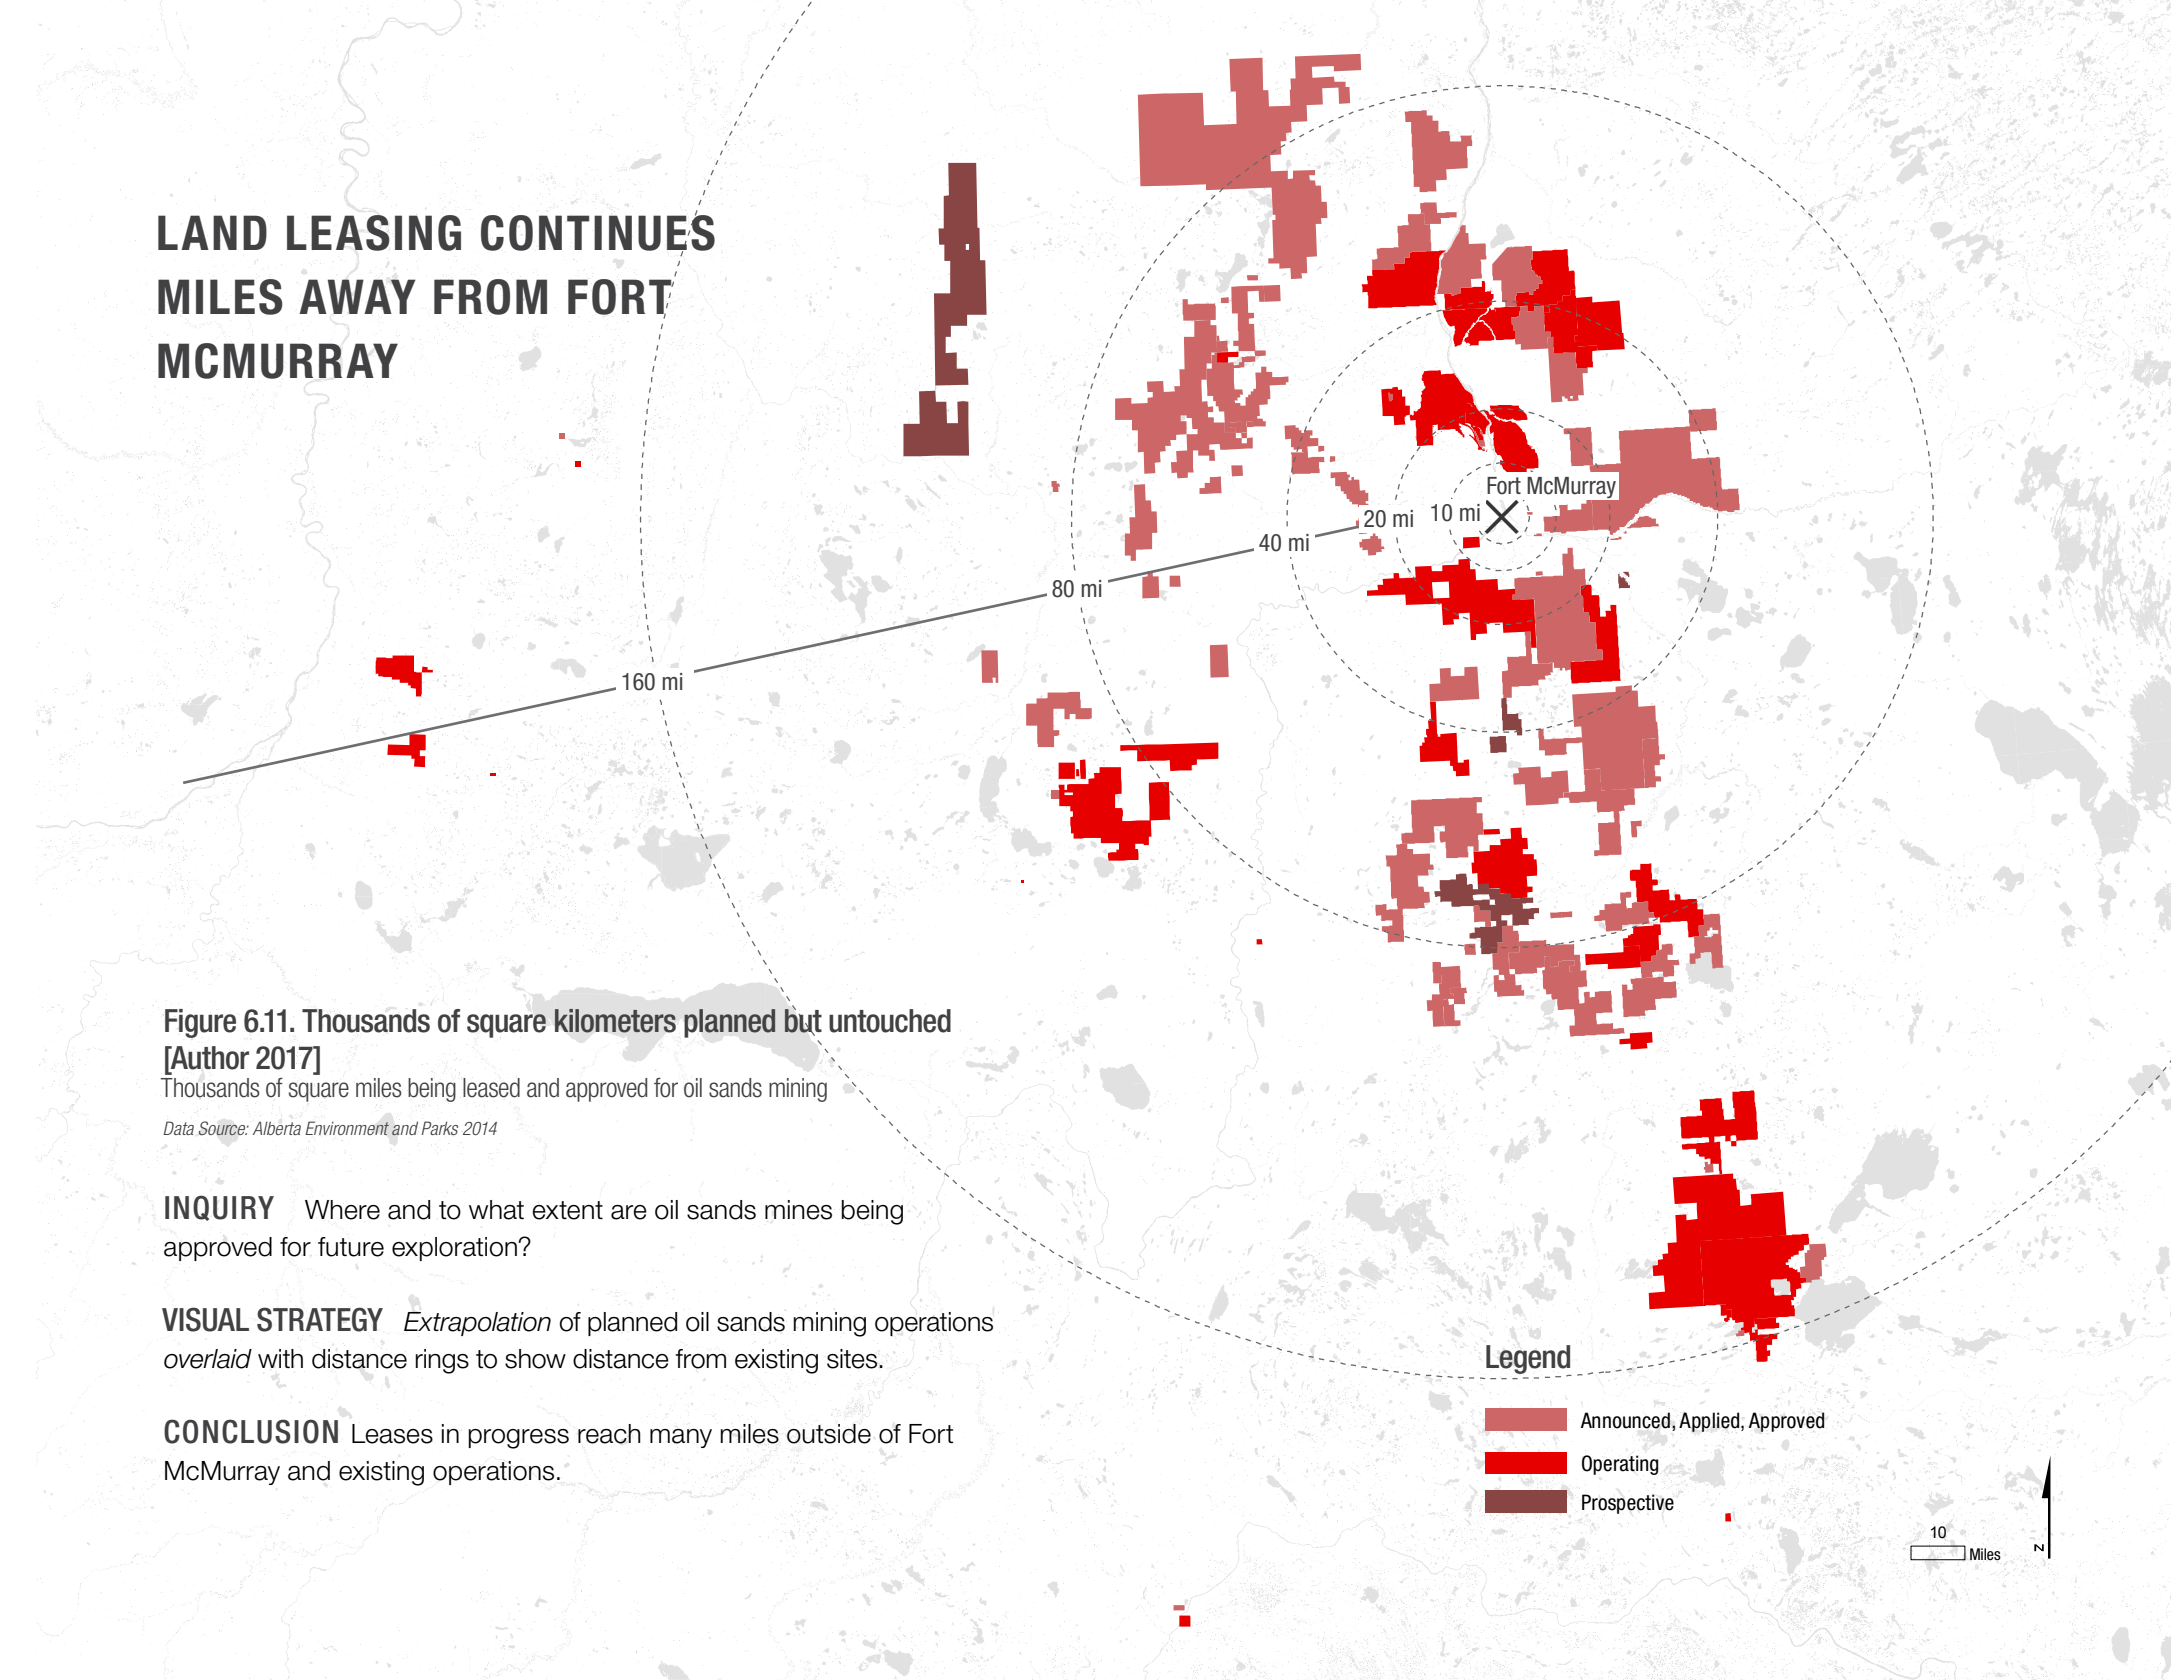 LAND LEASING CONTINUES
MILES AWAY FROM FORT
MCMURRAY
Fort McMurray
10 mi
20 mi
40 mi
80 mi
160 mi
Figure 6.11. Thousands of square kilometers planned but untouched
[Author 2017]
Thousands of square miles being leased and approved for oil sands mining
Data Source: Alberta Environment and Parks 2014
INQUIRY Where and to what extent are oil sands mines being
approved for future exploration?
VISUAL STRATEGY Extrapolation of planned oil sands mining operations
overlaid with distance rings to show distance from existing sites.
CONCLUSION Leases in progress reach many miles outside of Fort
McMurray and existing operations.
Legend
Announced, Applied, Approved
Operating
Prospective
10
Miles
N